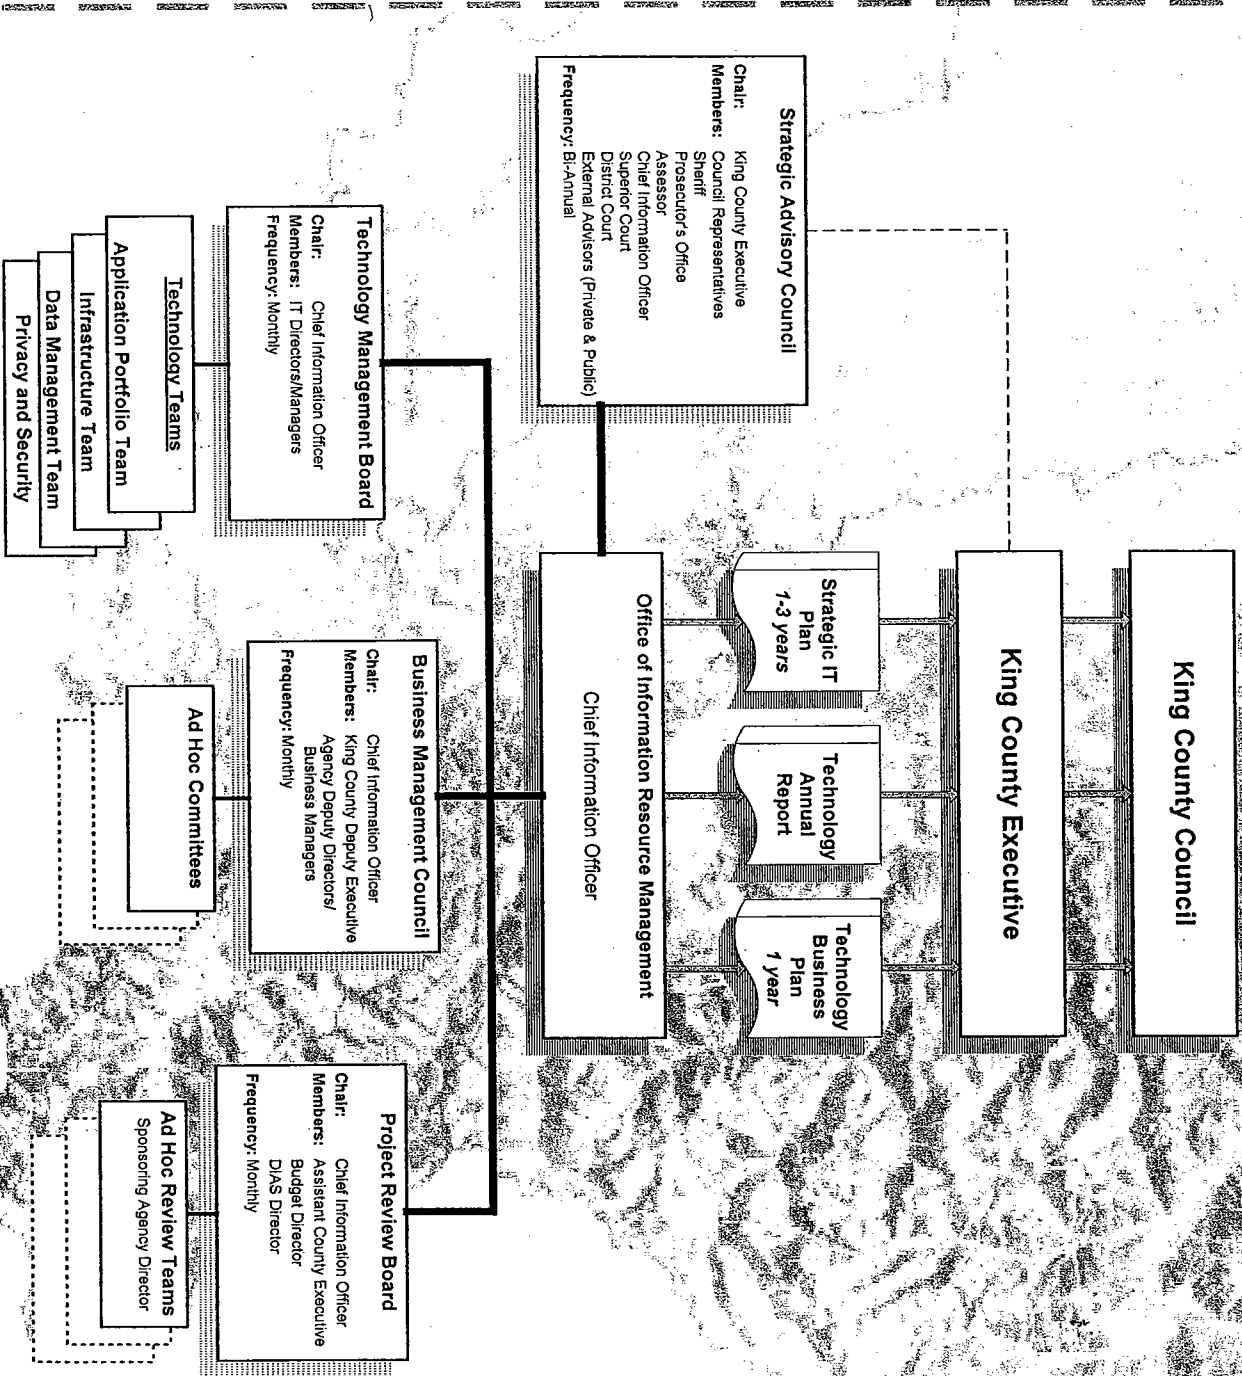 King County Council
King County Executive
Strategic IT
Plan
1-3 years
Technology
Annual
Report
Technology
Business
Plan
1 year
Strategic Advisory Council
Chair: King County Executive
Members: Council Representatives
Sheriff
Prosecutor's Office
Assessor
Chief Information Officer
Superior Court
District Court
External Advisors (Private & Public)
Frequency: Bi-Annual
Office of Information Resource Management
Chief Information Officer
Technology Management Board
Chair: Chief Information Officer
Members: IT Directors/Managers
Frequency: Monthly
Business Management Council
Chair: Chief Information Officer
Members: King County Deputy Executive
Agency Deputy Directors/
Business Managers
Frequency: Monthly
Project Review Board
Chair: Chief Information Officer
Members: Assistant County Executive
Budget Director
DIAS Director
Frequency: Monthly
Technology Teams
Application Portfolio Team
Infrastructure Team
Data Management Team
Privacy and Security
Ad Hoc Committees
Ad Hoc Review Teams
Sponsoring Agency Director